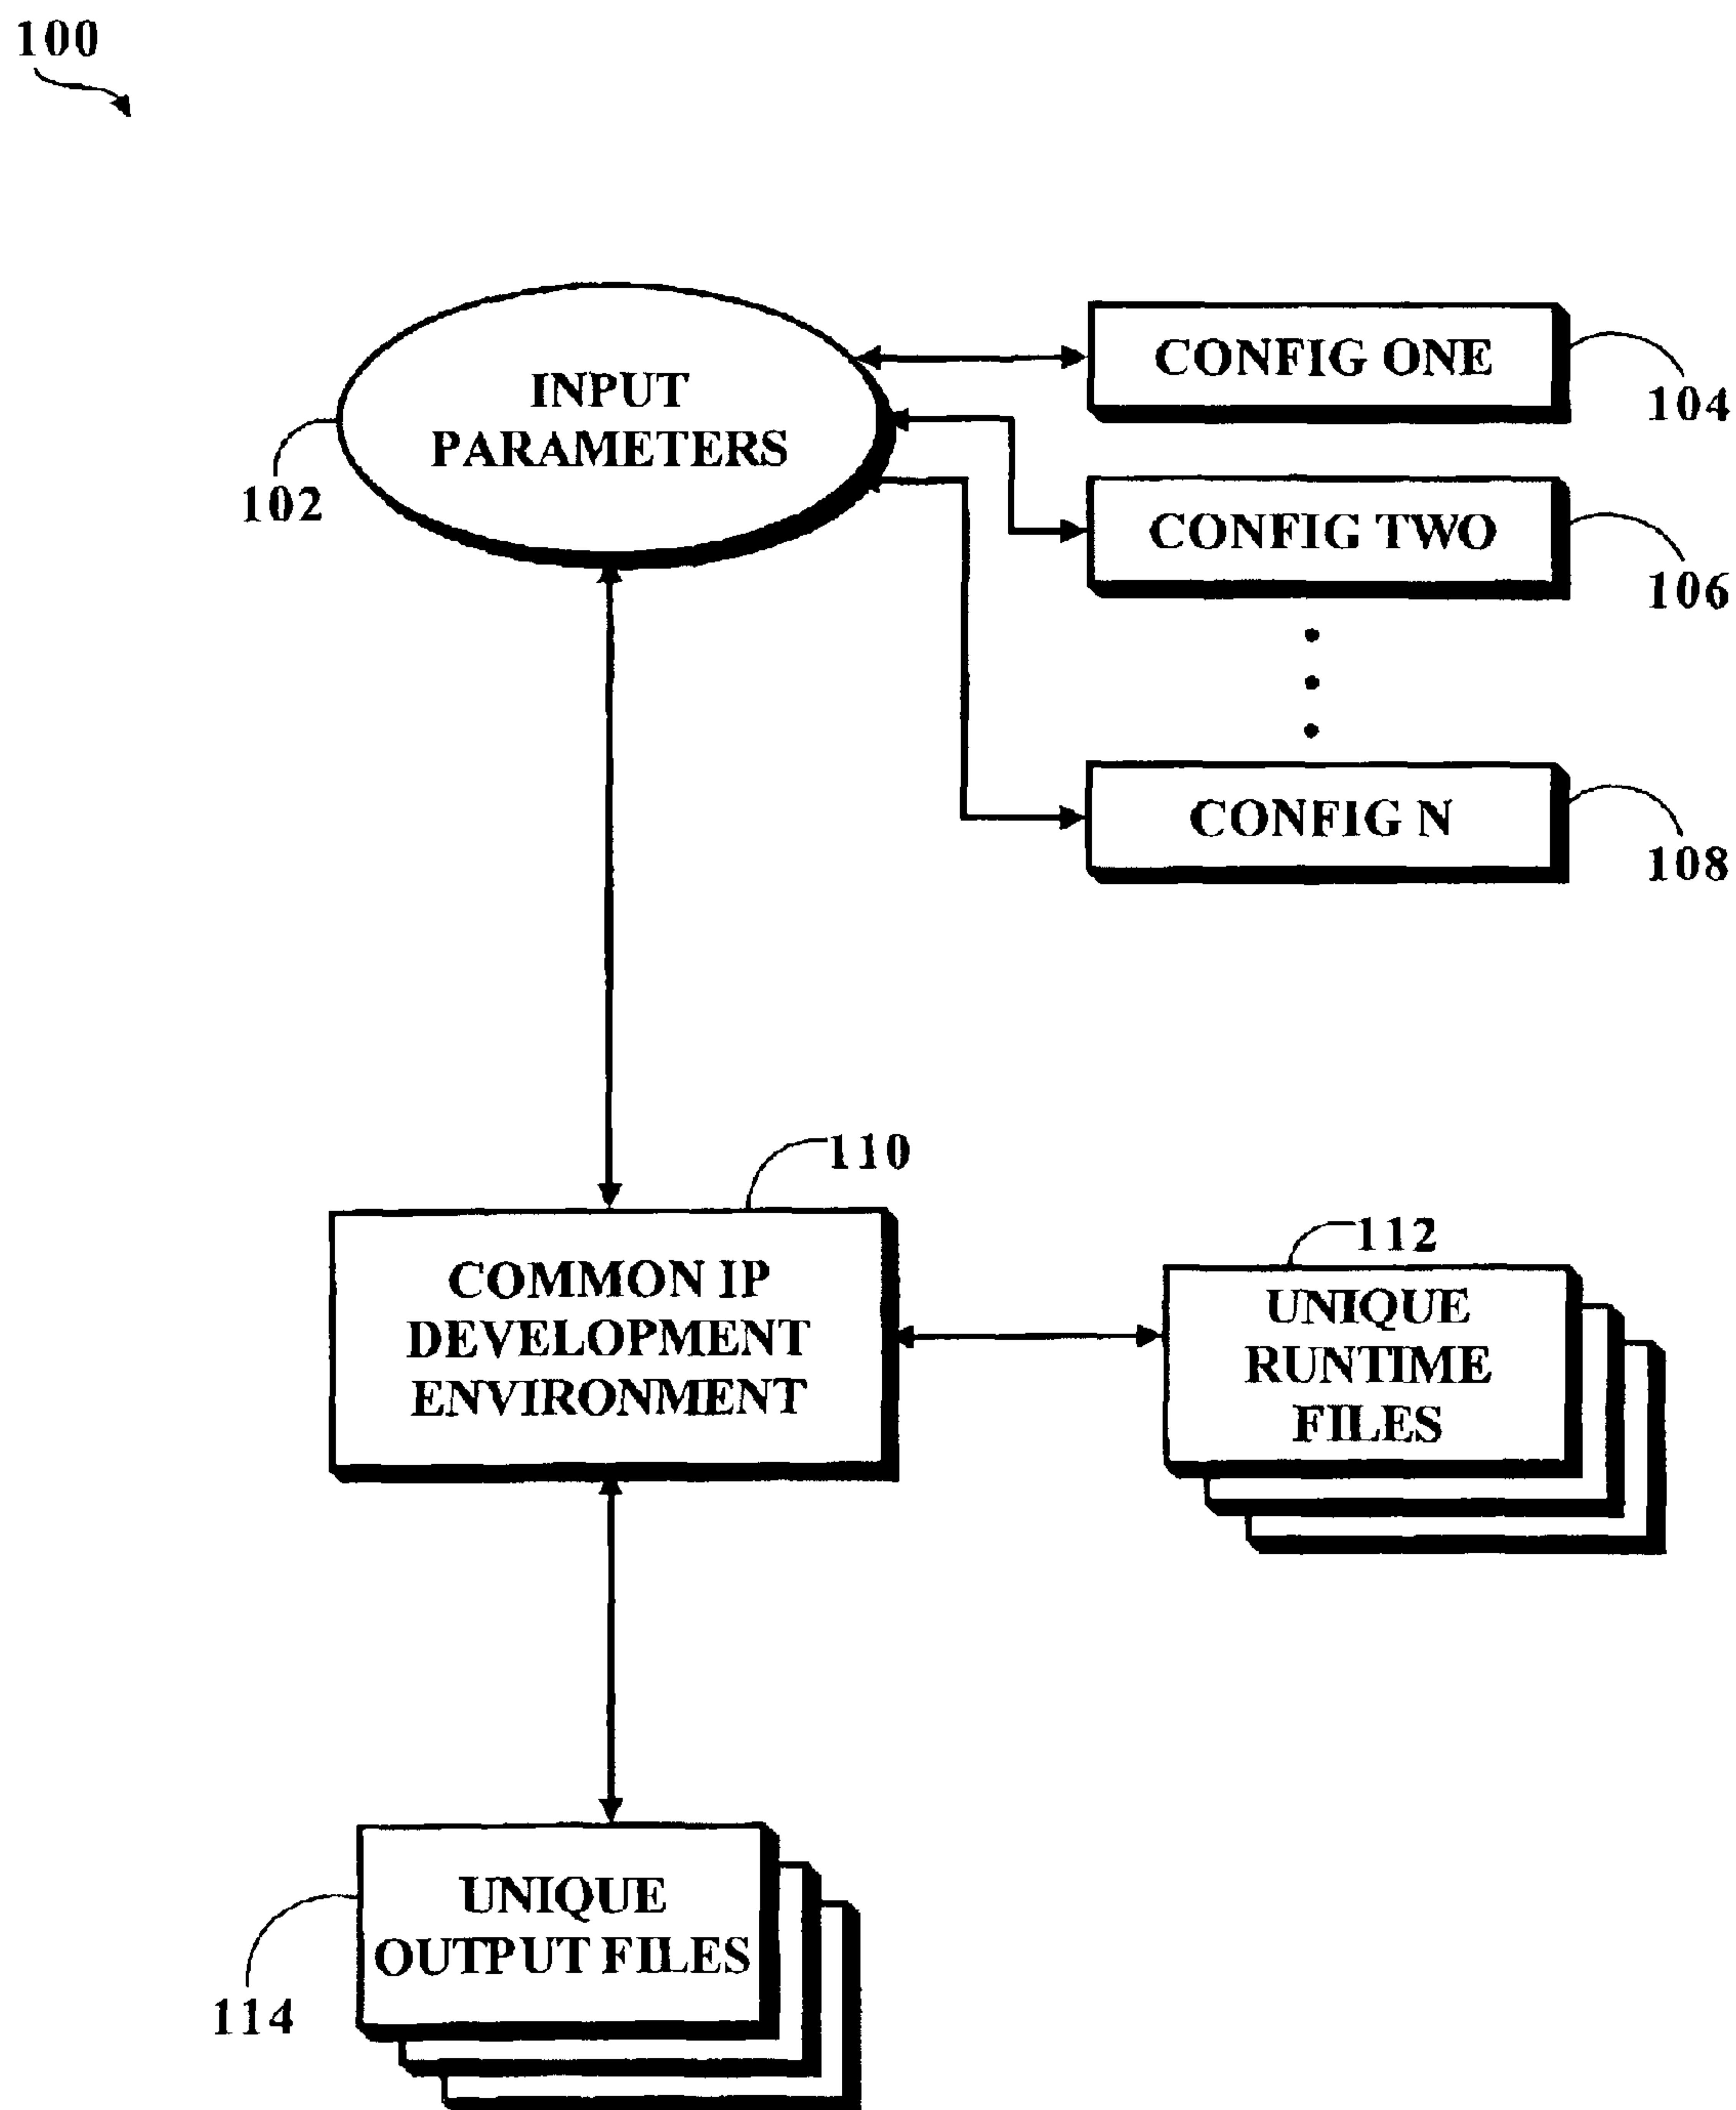 100
INPUT
PARAMETERS
102
CONFIG ONE
104
CONFIG TWO
106
CONFIG N
108
110
COMMON IP
DEVELOPMENT
ENVIRONMENT
112
UNIQUE
RUNTIME
FILES
UNIQUE
OUTPUT FILES
114